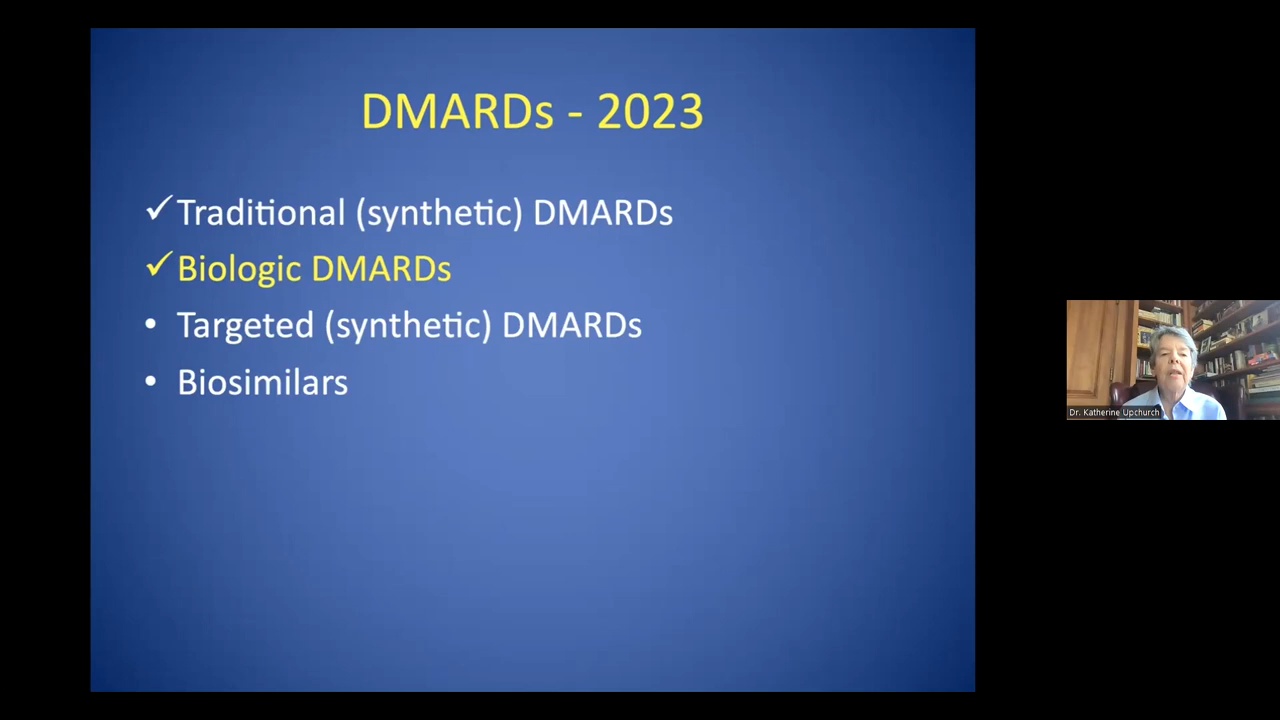 DMARDs - 2023
✓Traditional (synthetic) DMARDs
✓Biologic DMARDs
• Targeted (synthetic) DMARDs
• Biosimilars
Dr. Katherine Upchurch